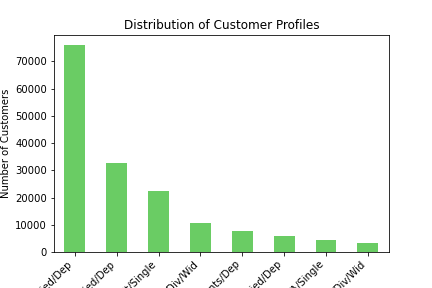 Distribution of Customer Profiles
Number of Customers
70000
60000
50000
40000
30000
20000
10000
0
ied/Dep
ied/Dep
/Single
Div/Wid
nts/Dep
ied/Dep
/Single
Div/Wid